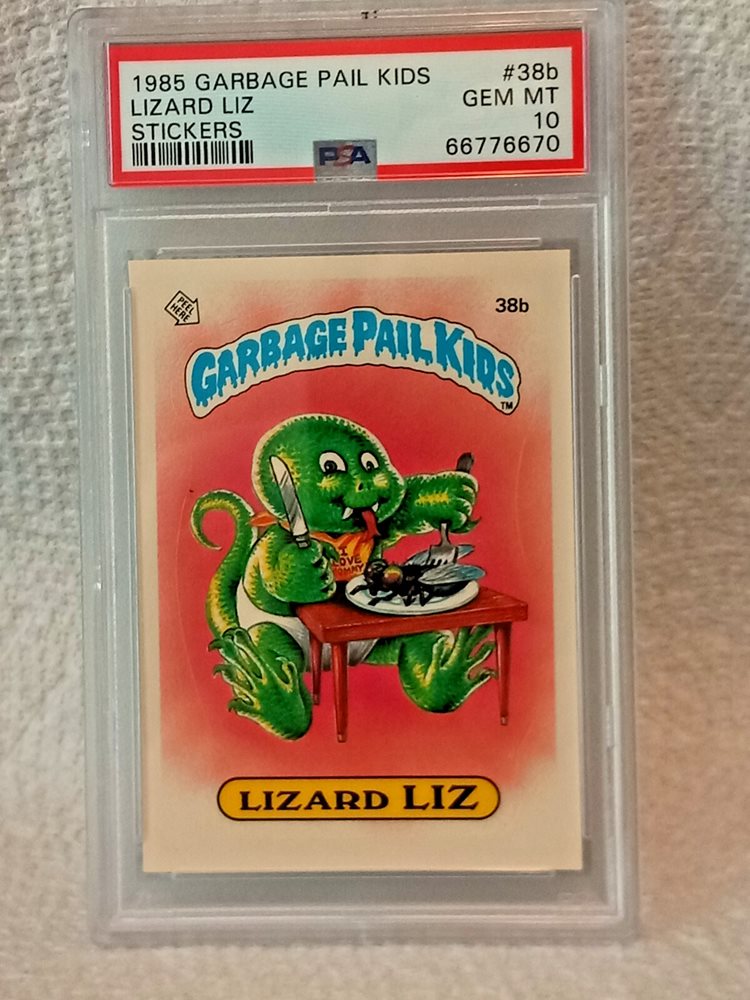 1985 GARBAGE PAIL KIDS #38b
LIZARD LIZ GEM MT
STICKERS 10
PSA 66776670
PEEL
HERE
38b
GARBAGE PAIL KIDS
TM
I
LOVE
MOMMY
LIZARD LIZ